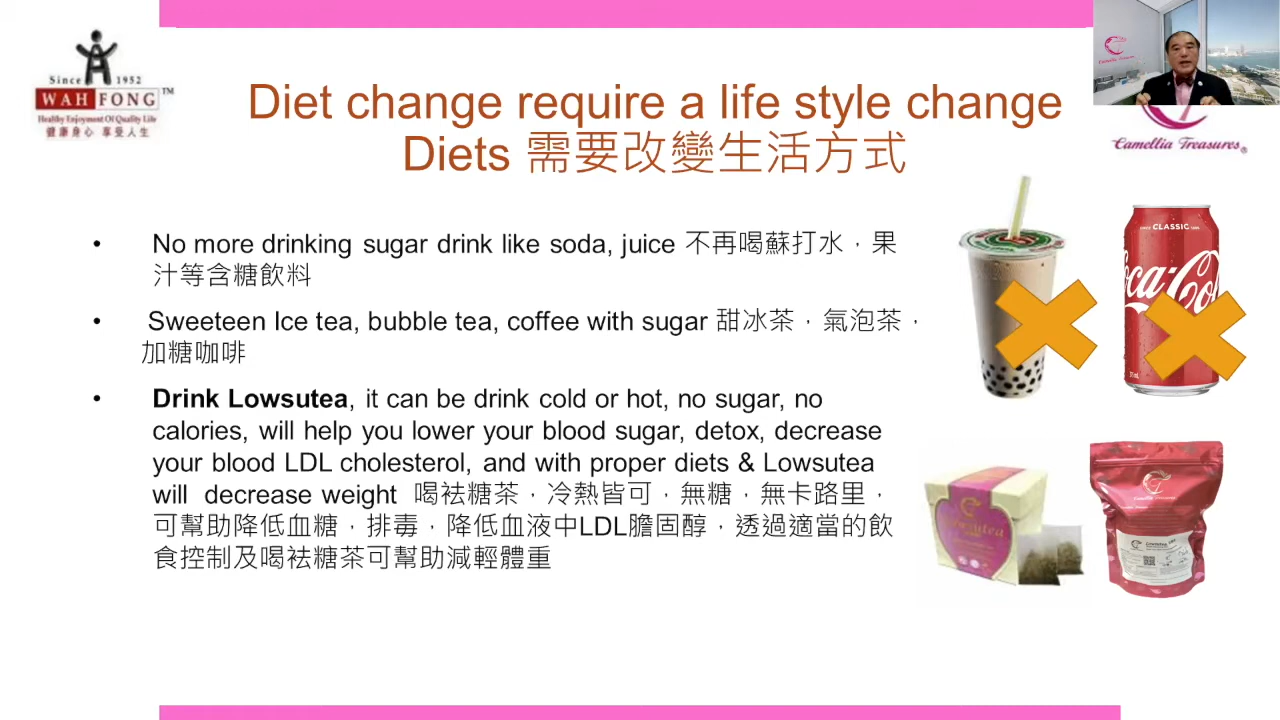 Since 1952
WAH FONG TM
Healthy Enjoyment Of Quality Life
健康身心 享受人生
Camellia Treasures®
Diet change require a life style change
Diets 需要改變生活方式
• No more drinking sugar drink like soda, juice 不再喝蘇打水，果
汁等含糖飲料
• Sweeteen Ice tea, bubble tea, coffee with sugar 甜冰茶，氣泡茶，
加糖咖啡
• Drink Lowsutea, it can be drink cold or hot, no sugar, no
calories, will help you lower your blood sugar, detox, decrease
your blood LDL cholesterol, and with proper diets & Lowsutea
will decrease weight 喝袪糖茶，冷熱皆可，無糖，無卡路里，
可幫助降低血糖，排毒，降低血液中LDL膽固醇，透過適當的飲
食控制及喝袪糖茶可幫助減輕體重
CLASSIC
Lowsutea
Camellia Treasures